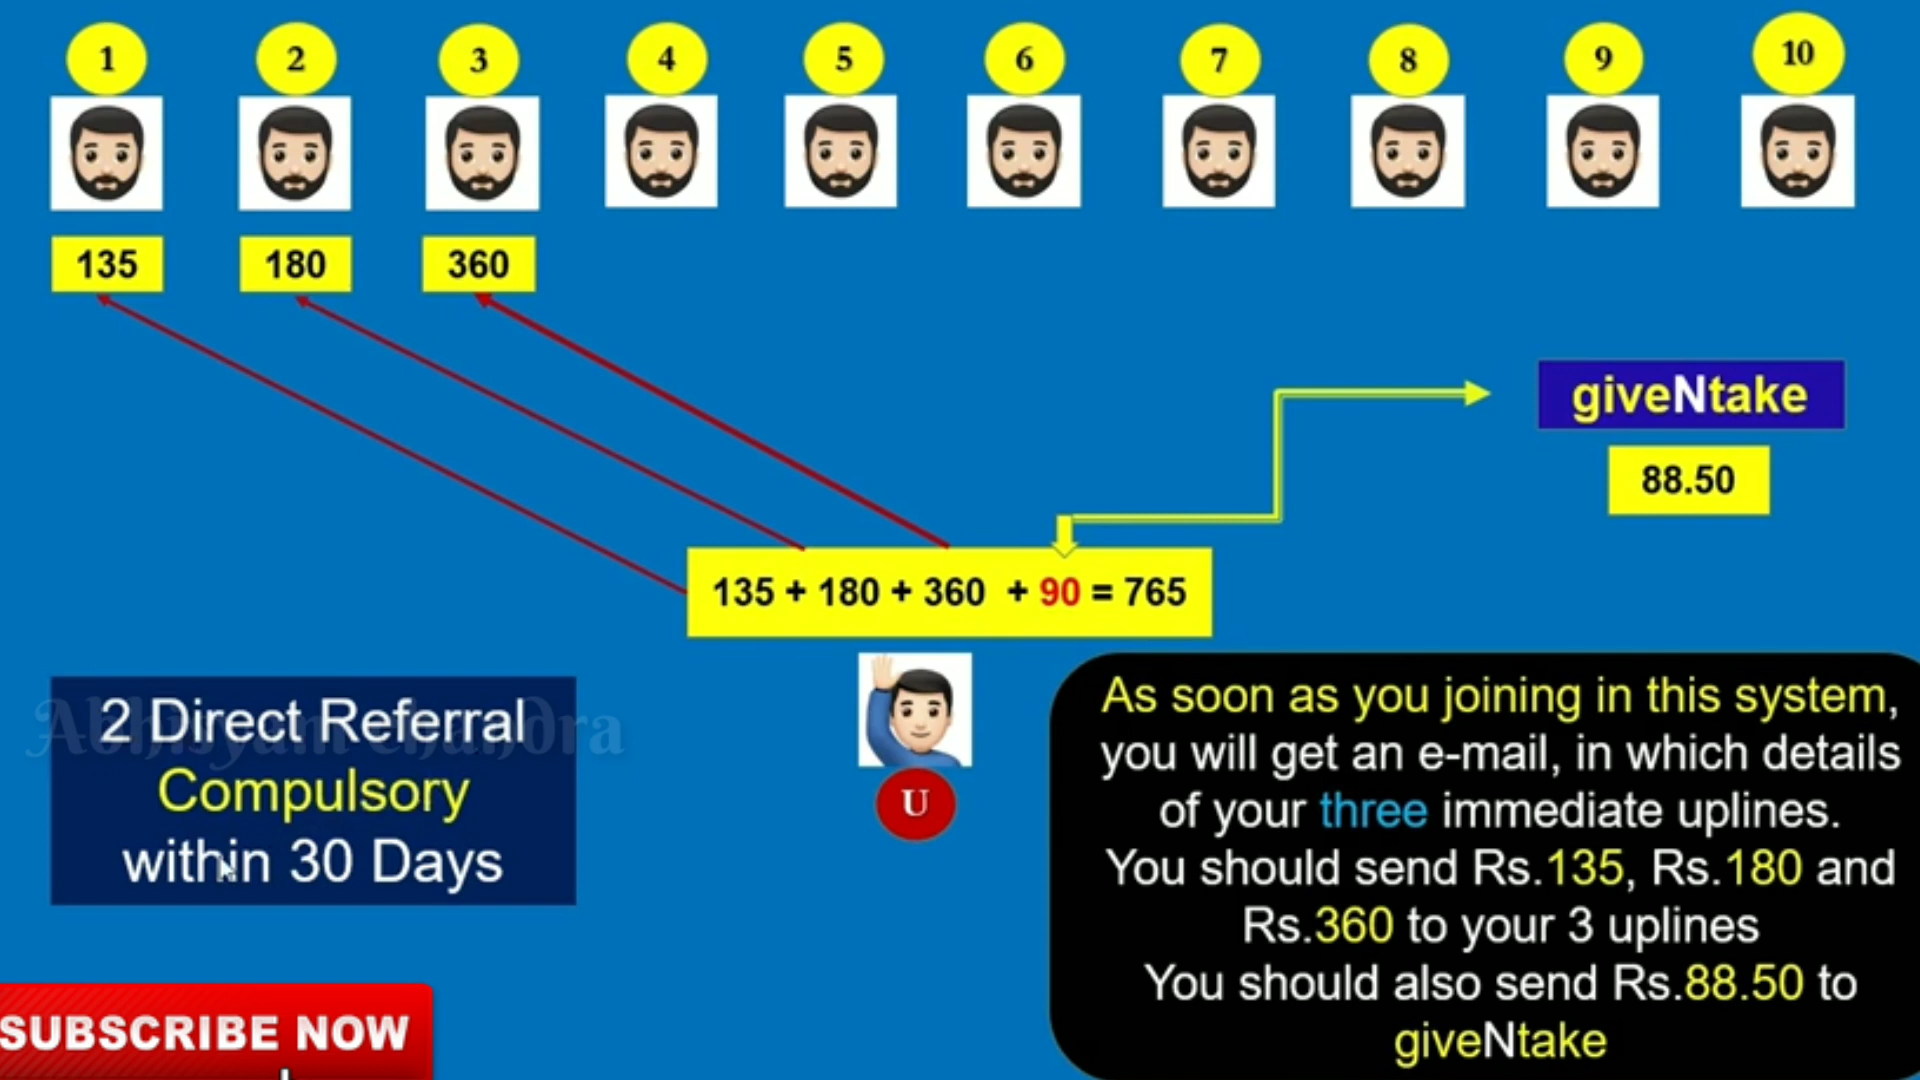 1 2 3 4 5 6 7 8 9 10
135 180 360
giveNtake
88.50
135 + 180 + 360 + 90 = 765
2 Direct Referral
Compulsory
within 30 Days
Abhisyam chandra
U
As soon as you joining in this system,
you will get an e-mail, in which details
of your three immediate uplines.
You should send Rs.135, Rs.180 and
Rs.360 to your 3 uplines
You should also send Rs.88.50 to
giveNtake
SUBSCRIBE NOW